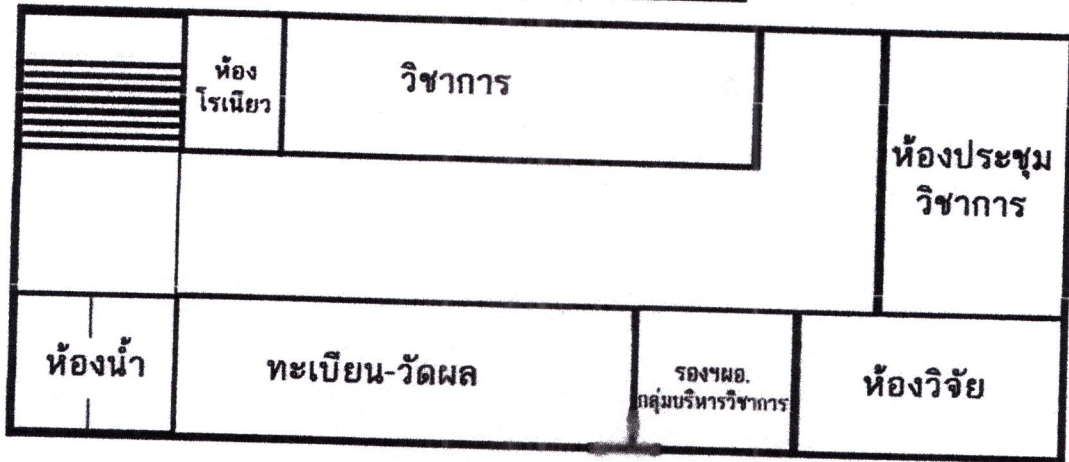 ห้อง
โรเนียว
วิชาการ
ห้องประชุม
วิชาการ
ห้องน้ำ
ทะเบียน-วัดผล
รองฯผอ.
กลุ่มบริหารวิชาการ
ห้องวิจัย